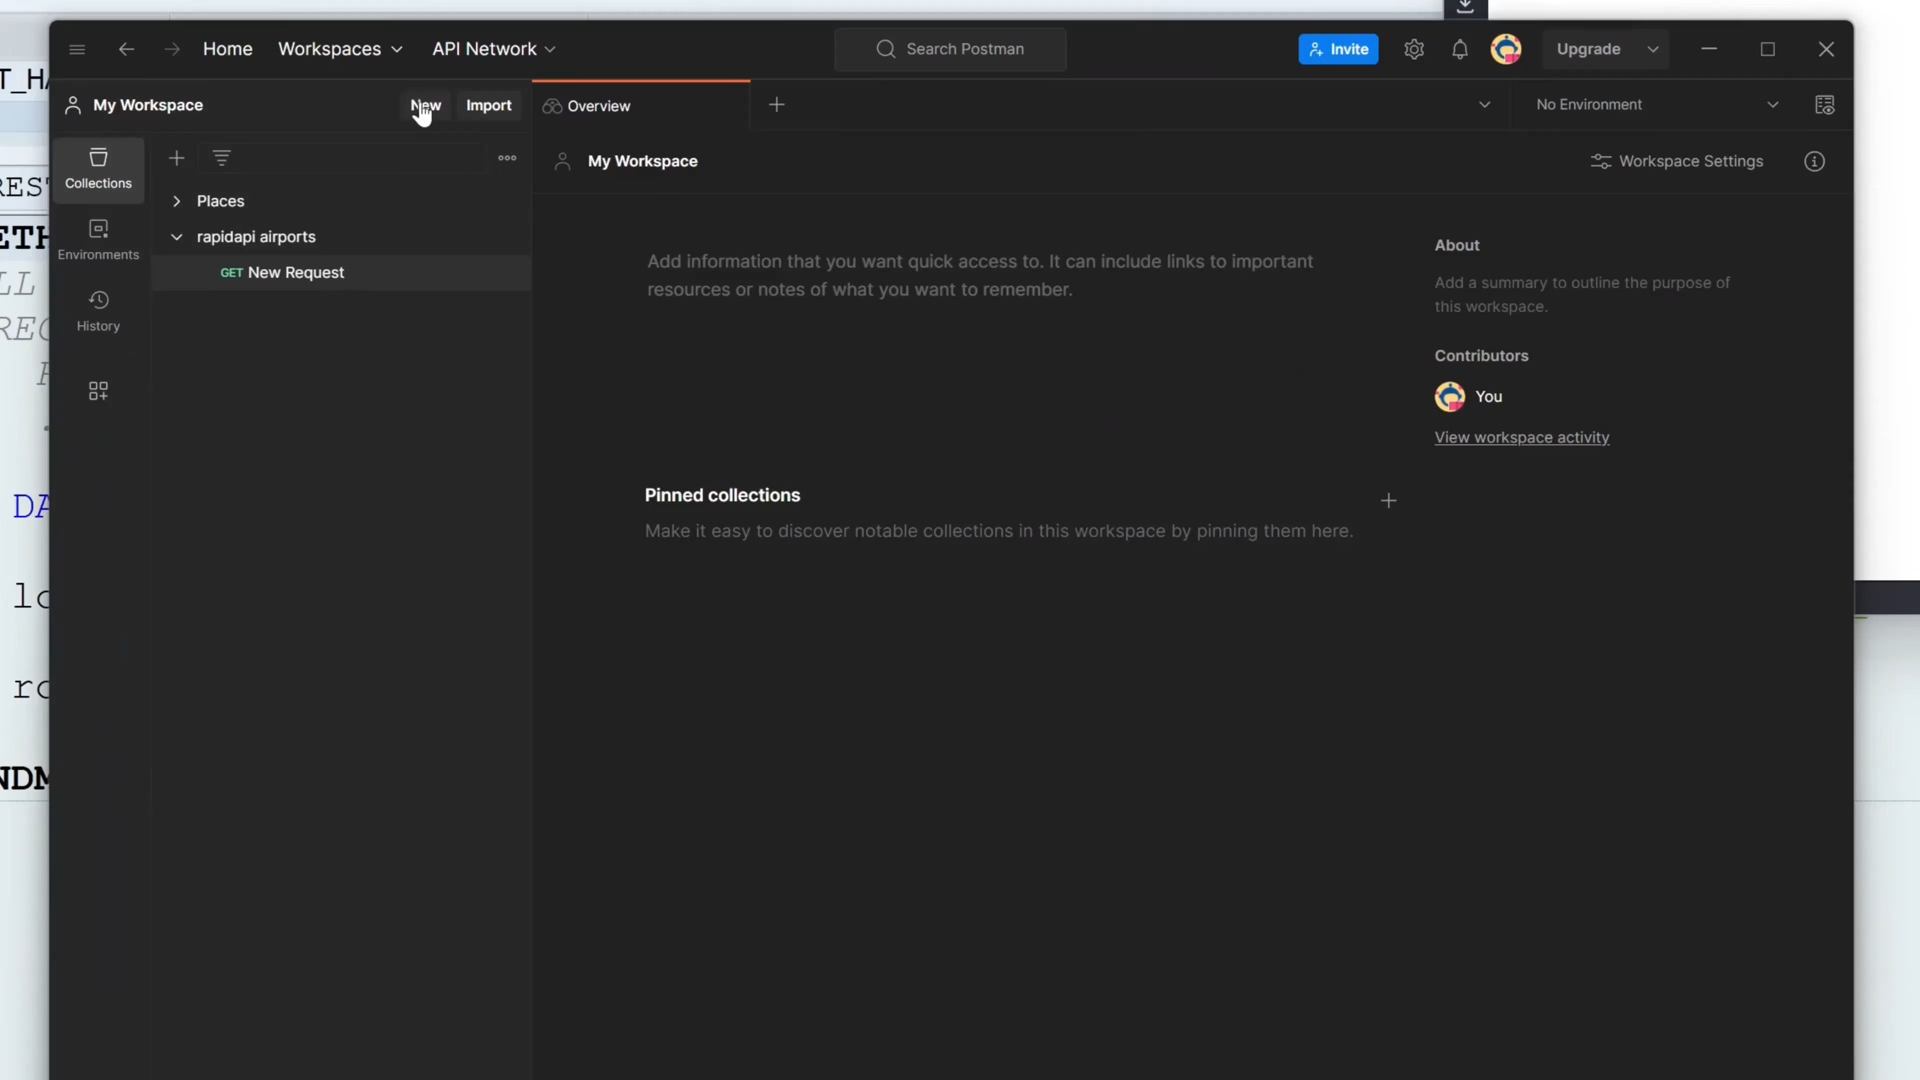 Home Workspaces API Network Search Postman Invite Upgrade
My Workspace New Import Overview No Environment
My Workspace Workspace Settings
Collections
Places
rapidapi airports
GET New Request
Environments
History
Add information that you want quick access to. It can include links to important
resources or notes of what you want to remember.
Pinned collections
Make it easy to discover notable collections in this workspace by pinning them here.
About
Add a summary to outline the purpose of
this workspace.
Contributors
You
View workspace activity